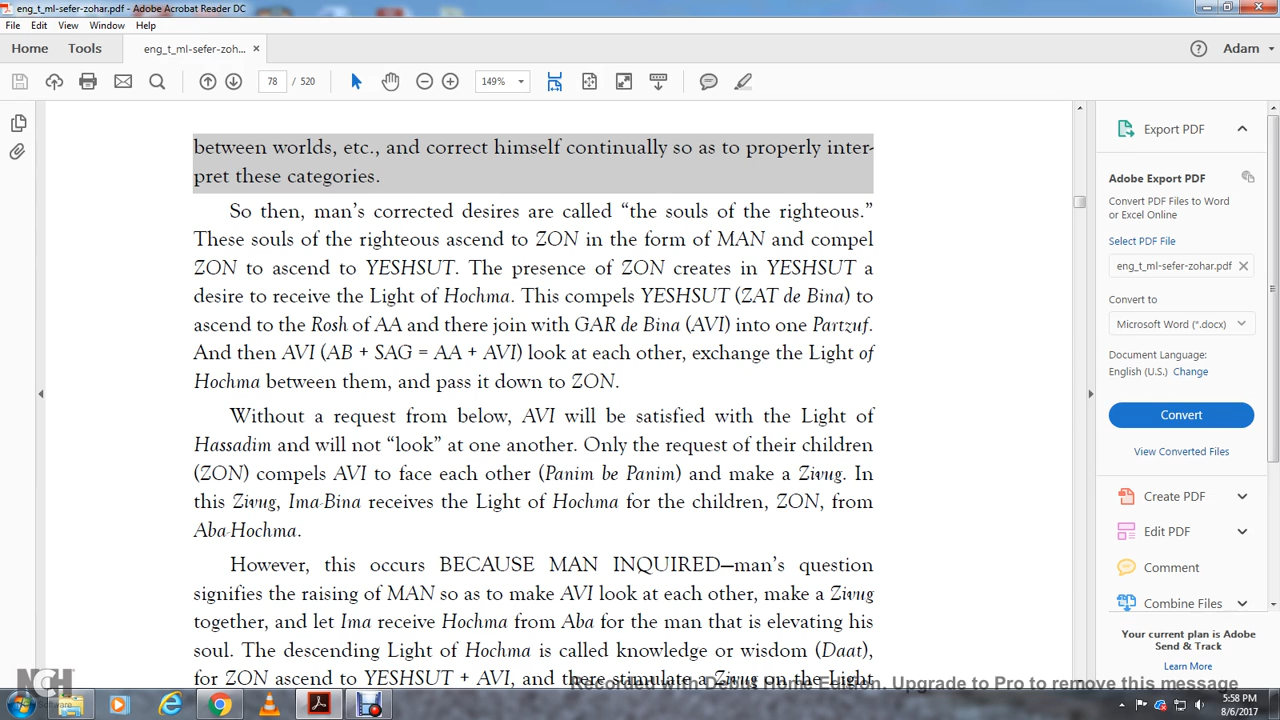 eng_t_ml-sefer-zohar.pdf - Adobe Acrobat Reader DC
File Edit View Window Help
Home Tools eng_t_ml-sefer-zoh... × Adam
78 / 520 149%
between worlds, etc., and correct himself continually so as to properly inter-
pret these categories.
So then, man's corrected desires are called “the souls of the righteous.”
These souls of the righteous ascend to ZON in the form of MAN and compel
ZON to ascend to YESHSUT. The presence of ZON creates in YESHSUT a
desire to receive the Light of Hochma. This compels YESHSUT (ZAT de Bina) to
ascend to the Rosh of AA and there join with GAR de Bina (AVI) into one Partzuf.
And then AVI (AB + SAG = AA + AVI) look at each other, exchange the Light of
Hochma between them, and pass it down to ZON.
Without a request from below, AVI will be satisfied with the Light of
Hassadim and will not “look” at one another. Only the request of their children
(ZON) compels AVI to face each other (Panim be Panim) and make a Zivug. In
this Zivug, Ima-Bina receives the Light of Hochma for the children, ZON, from
Aba-Hochma.
However, this occurs BECAUSE MAN INQUIRED—man's question
signifies the raising of MAN so as to make AVI look at each other, make a Zivug
together, and let Ima receive Hochma from Aba for the man that is elevating his
soul. The descending Light of Hochma is called knowledge or wisdom (Daat),
for ZON ascend to YESHSUT + AVI, and there stimulate a Zivug on the Light
Export PDF
Adobe Export PDF
Convert PDF Files to Word
or Excel Online
Select PDF File
eng_t_ml-sefer-zohar.pdf ×
Convert to
Microsoft Word (*.docx)
Document Language:
English (U.S.) Change
Convert
View Converted Files
Create PDF
Edit PDF
Comment
Combine Files
Your current plan is Adobe
Send & Track
Learn More
NCH
Software
Recorded with Debut Home Edition. Upgrade to Pro to remove this message
5:58 PM
8/6/2017